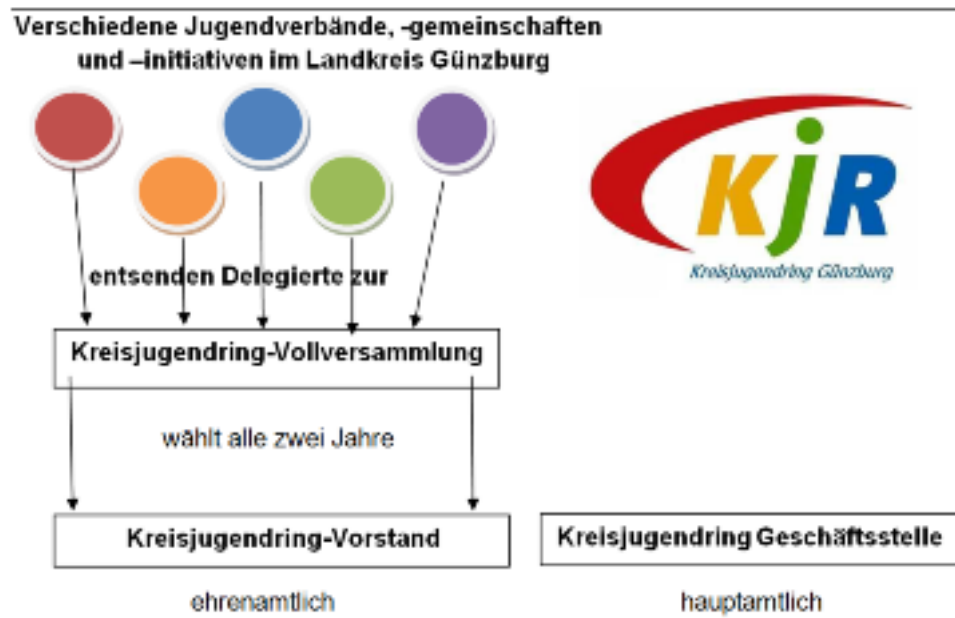 Verschiedene Jugendverbände, -gemeinschaften
und –initiativen im Landkreis Günzburg
KjR
Kreisjugendring Günzburg
entsenden Delegierte zur
Kreisjugendring-Vollversammlung
wählt alle zwei Jahre
Kreisjugendring-Vorstand
Kreisjugendring Geschäftsstelle
ehrenamtlich
hauptamtlich